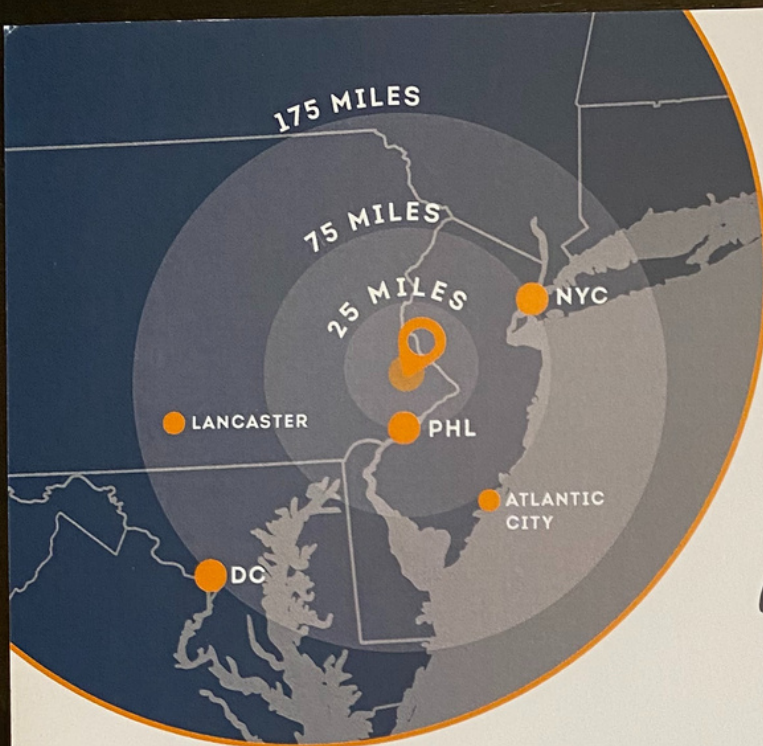 175 MILES
75 MILES
25 MILES
NYC
LANCASTER
PHL
ATLANTIC
CITY
DC